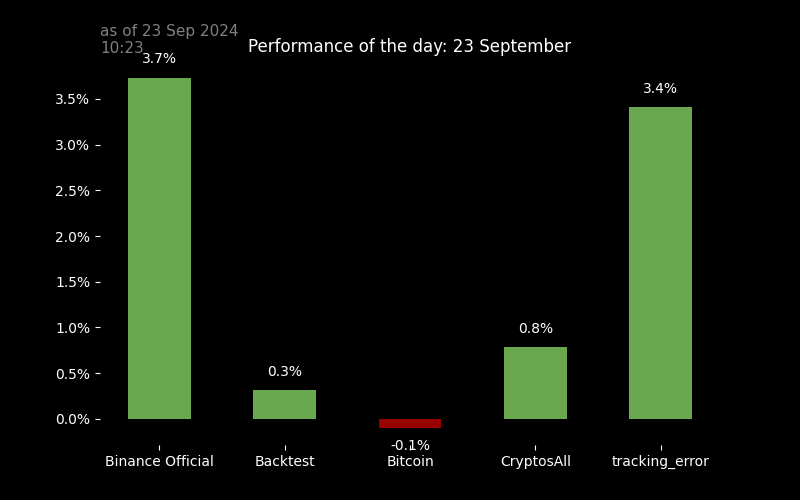 as of 23 Sep 2024
10:23
Performance of the day: 23 September
3.7%
3.4%
3.5%
3.0%
2.5%
2.0%
1.5%
1.0%
0.8%
0.5%
0.3%
0.0%
-0.1%
Binance Official
Backtest
Bitcoin
CryptosAll
tracking_error